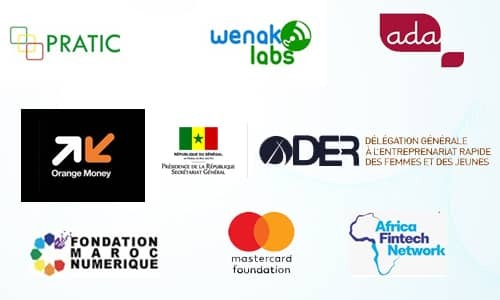 PRATIC
wenak
labs
ada
Orange Money
RÉPUBLIQUE DU SÉNÉGAL
PRÉSIDENCE DE LA RÉPUBLIQUE
SECRÉTARIAT GÉNÉRAL
DER
DÉLÉGATION GÉNÉRALE
À L'ENTREPRENARIAT RAPIDE
DES FEMMES ET DES JEUNES
FONDATION
MAROC
NUMERIQUE
mastercard
foundation
Africa
Fintech
Network